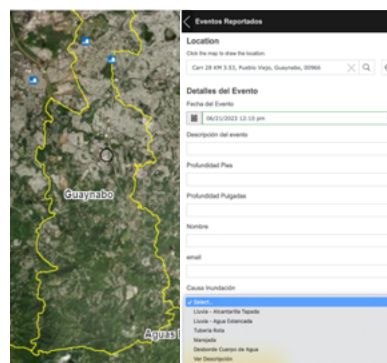 Guaynabo
Aguas
Eventos Reportados
Location
Click the map to draw the location
Carr 28 KM 3.53, Pueblo Viejo, Guaynabo, 00966
Detalles del Evento
Fecha del Evento
06/21/2023 12:10 pm
Descripción del evento
Profundidad Pies
Profundidad Pulgadas
Nombre
email
Causa Inundación
Select..
Lluvia - Alcantarilla Tapada
Lluvia - Agua Estancada
Tubería Rota
Marejada
Desborde Cuerpo de Agua
Ver Descripción